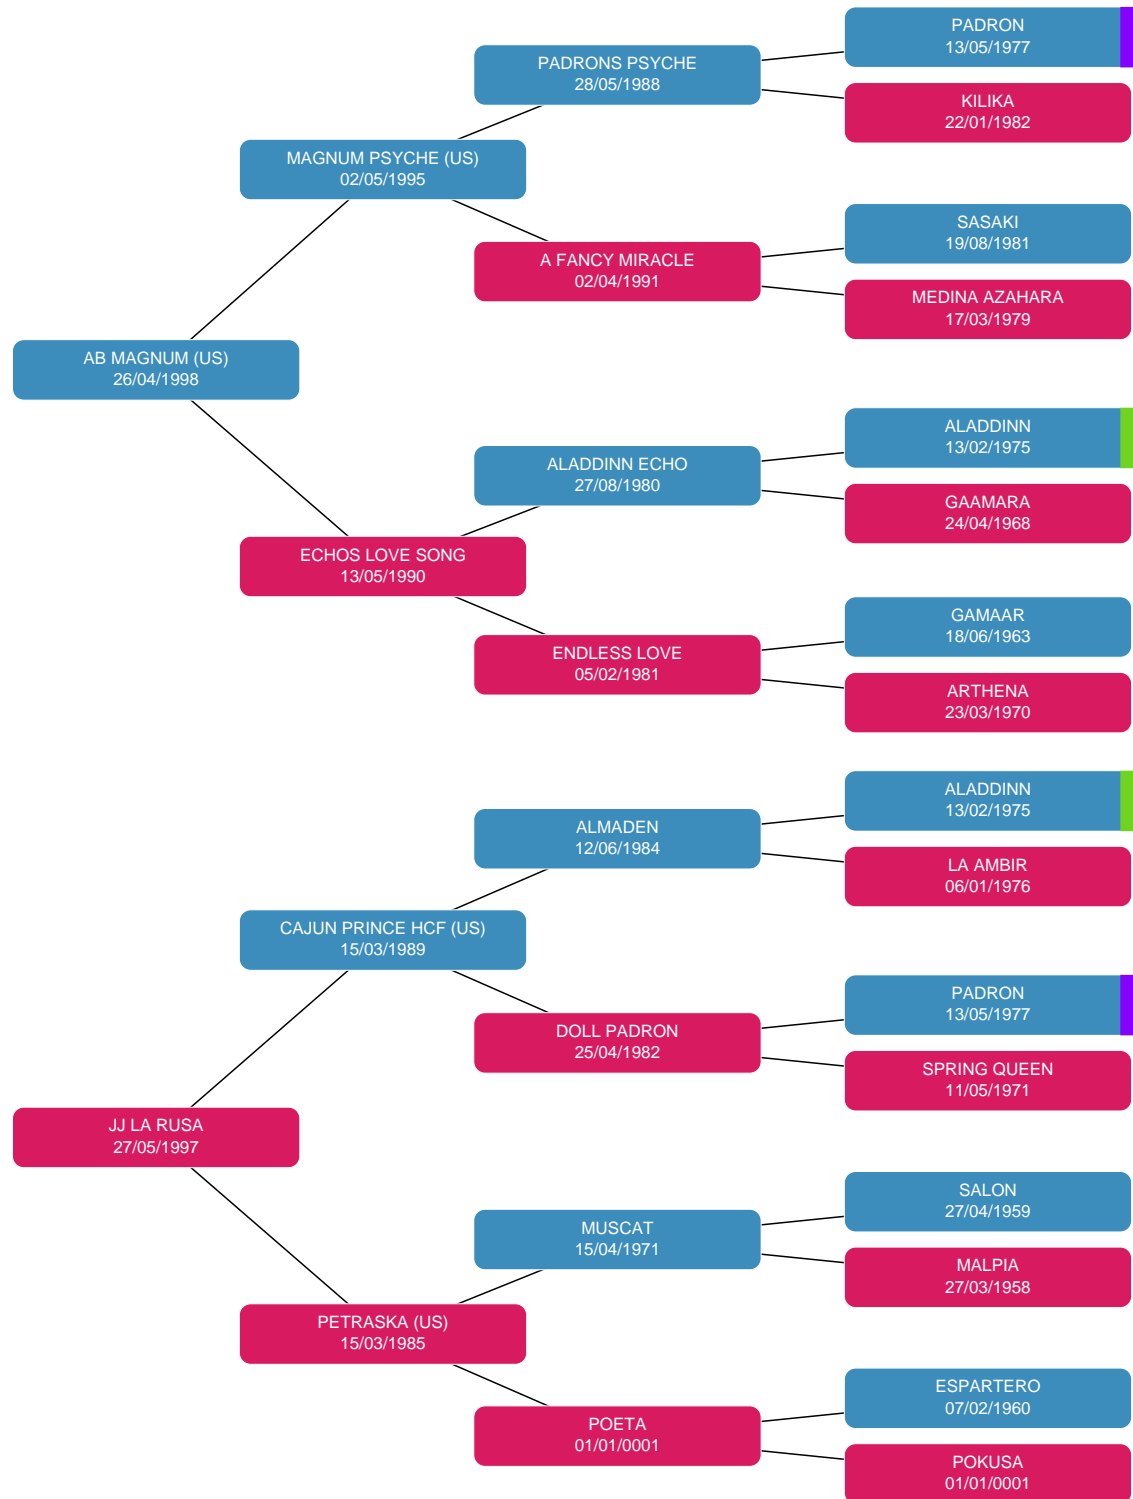 PADRON
13/05/1977
PADRONS PSYCHE
28/05/1988
KILIKA
22/01/1982
MAGNUM PSYCHE (US)
02/05/1995
SASAKI
19/08/1981
A FANCY MIRACLE
02/04/1991
MEDINA AZAHARA
17/03/1979
AB MAGNUM (US)
26/04/1998
ALADDINN
13/02/1975
ALADDINN ECHO
27/08/1980
GAAMARA
24/04/1968
ECHOS LOVE SONG
13/05/1990
GAMAAR
18/06/1963
ENDLESS LOVE
05/02/1981
ARTHENA
23/03/1970
ALADDINN
13/02/1975
ALMADEN
12/06/1984
LA AMBIR
06/01/1976
CAJUN PRINCE HCF (US)
15/03/1989
PADRON
13/05/1977
DOLL PADRON
25/04/1982
SPRING QUEEN
11/05/1971
JJ LA RUSA
27/05/1997
SALON
27/04/1959
MUSCAT
15/04/1971
MALPIA
27/03/1958
PETRASKA (US)
15/03/1985
ESPARTERO
07/02/1960
POETA
01/01/0001
POKUSA
01/01/0001